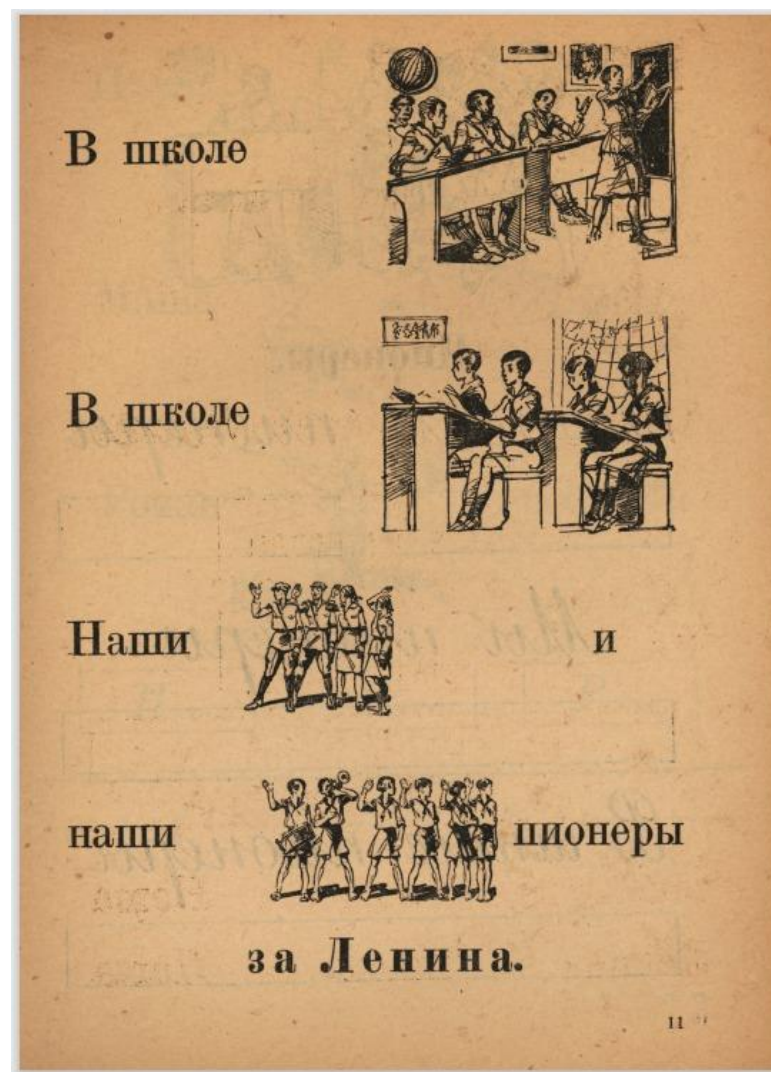 В школе
В школе
Наши и
наши пионеры
за Ленина.
11